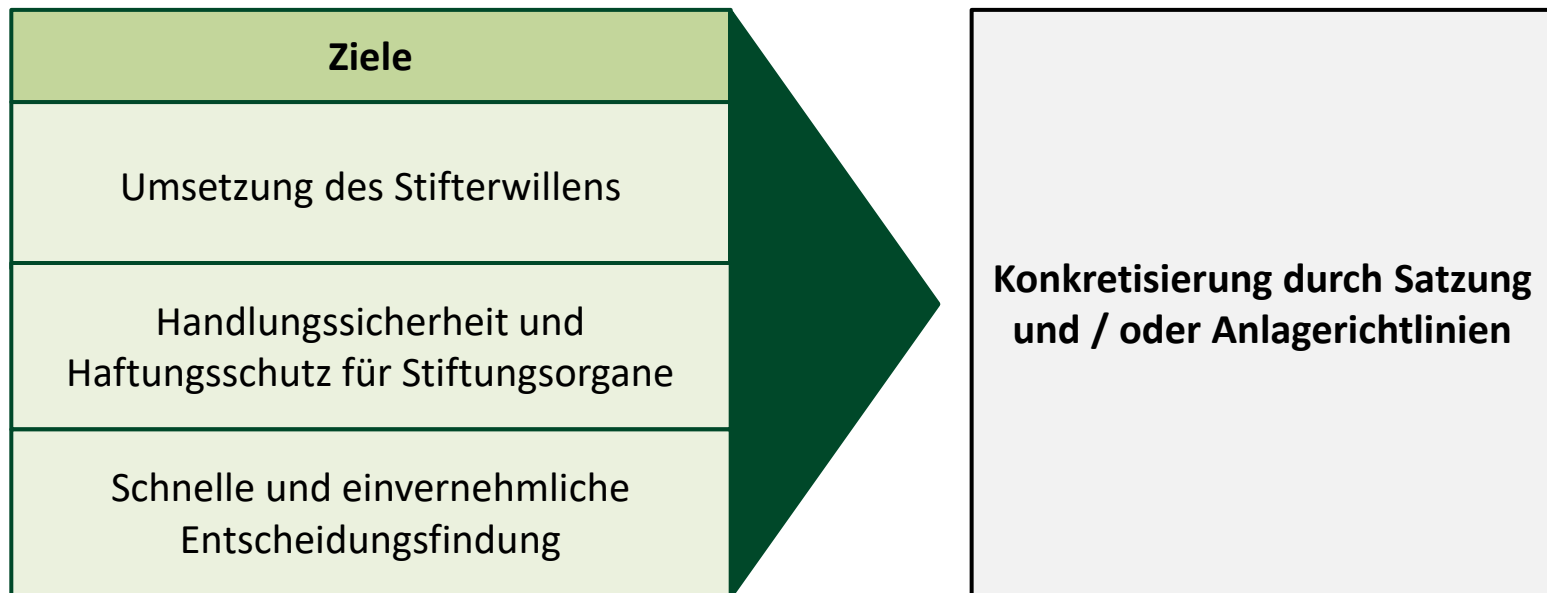 Ziele
Umsetzung des Stifterwillens
Handlungssicherheit und
Haftungsschutz für Stiftungsorgane
Schnelle und einvernehmliche
Entscheidungsfindung
Konkretisierung durch Satzung
und / oder Anlagerichtlinien